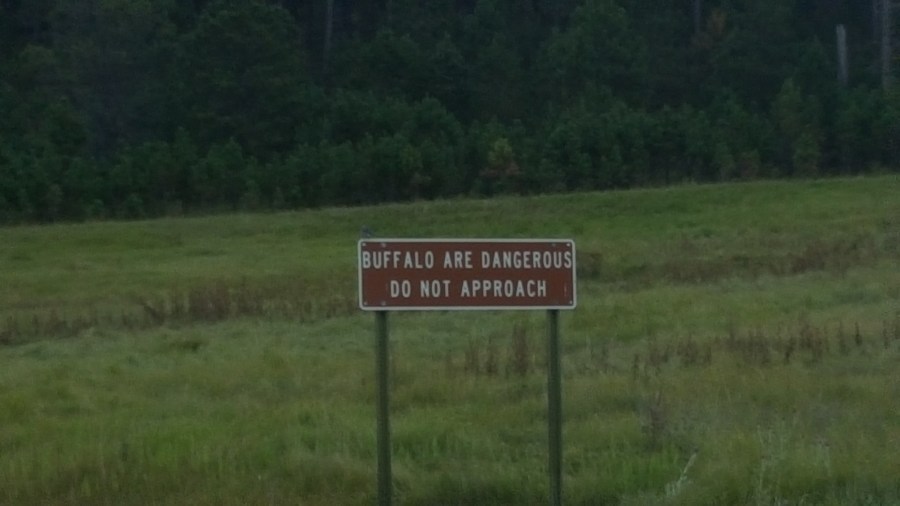 BUFFALO ARE DANGEROUS
DO NOT APPROACH